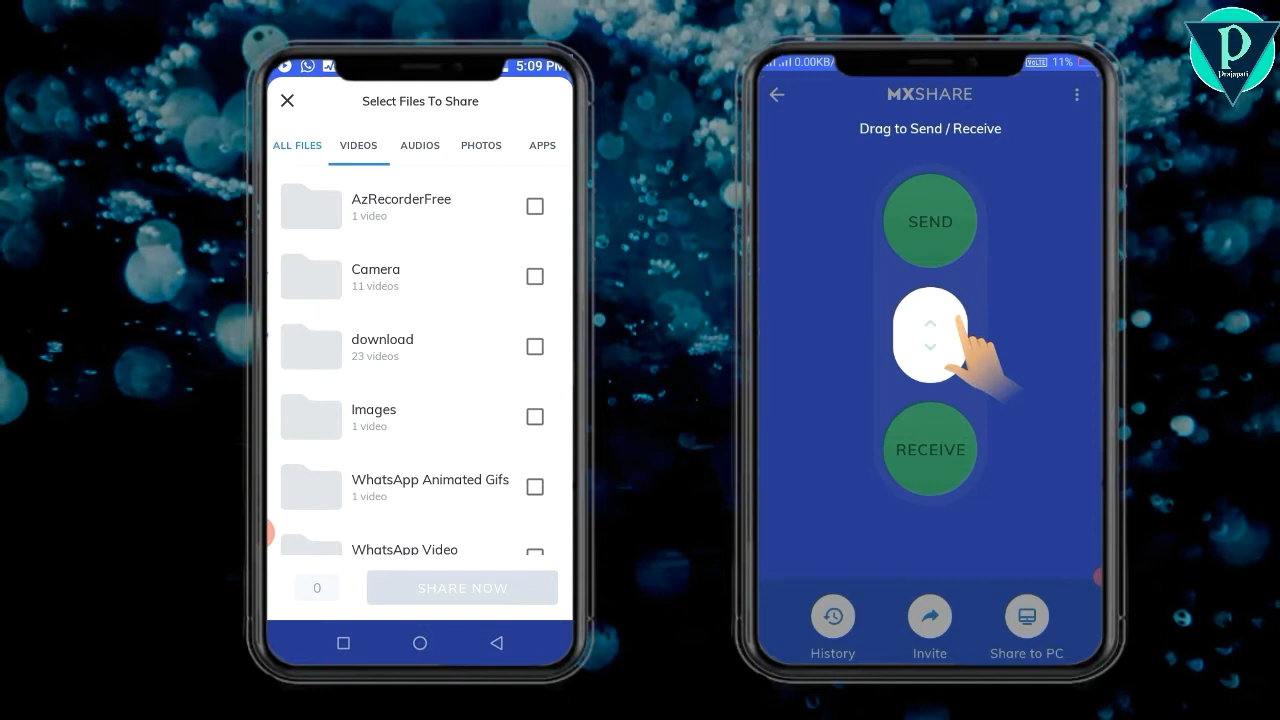 5:09 PM
Select Files To Share
ALL FILES VIDEOS AUDIOS PHOTOS APPS
AzRecorderFree
1 video
Camera
11 videos
download
23 videos
Images
1 video
WhatsApp Animated Gifs
1 video
WhatsApp Video
0 SHARE NOW
0.00KB/ VoLTE 11%
MXSHARE
Drag to Send / Receive
SEND
RECEIVE
History Invite Share to PC
P
Prajapati